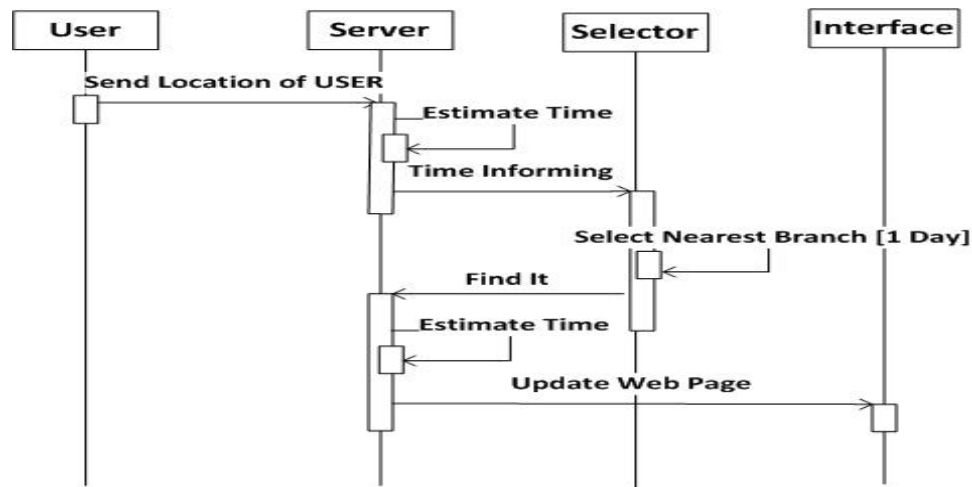 User
Server
Selector
Interface
Send Location of USER
Estimate Time
Time Informing
Select Nearest Branch [1 Day]
Find It
Estimate Time
Update Web Page